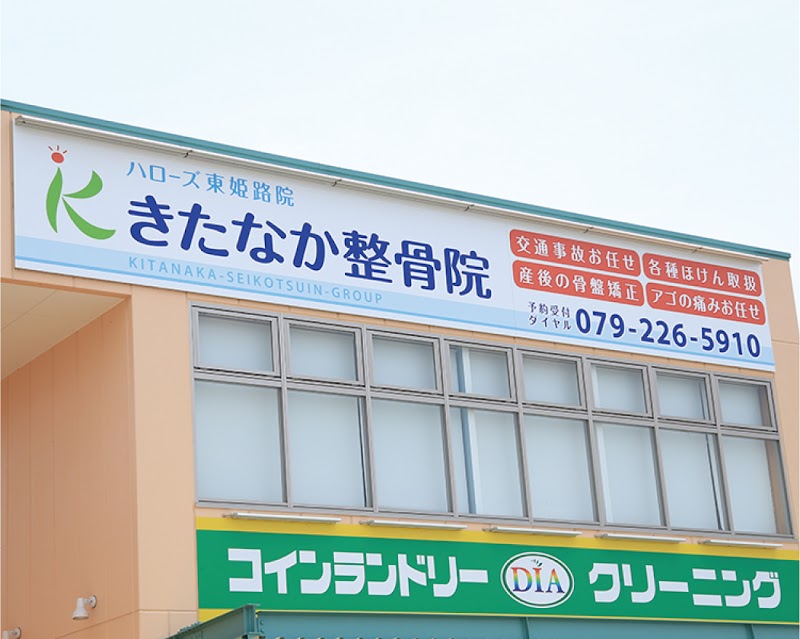 ハローズ東姫路院
きたなか整骨院
KITANAKA-SEIKOTSUIN-GROUP
交通事故お任せ
各種ほけん取扱
産後の骨盤矯正
アゴの痛みお任せ
予約受付
ダイヤル
079-226-5910
コインランドリー DIA クリーニング